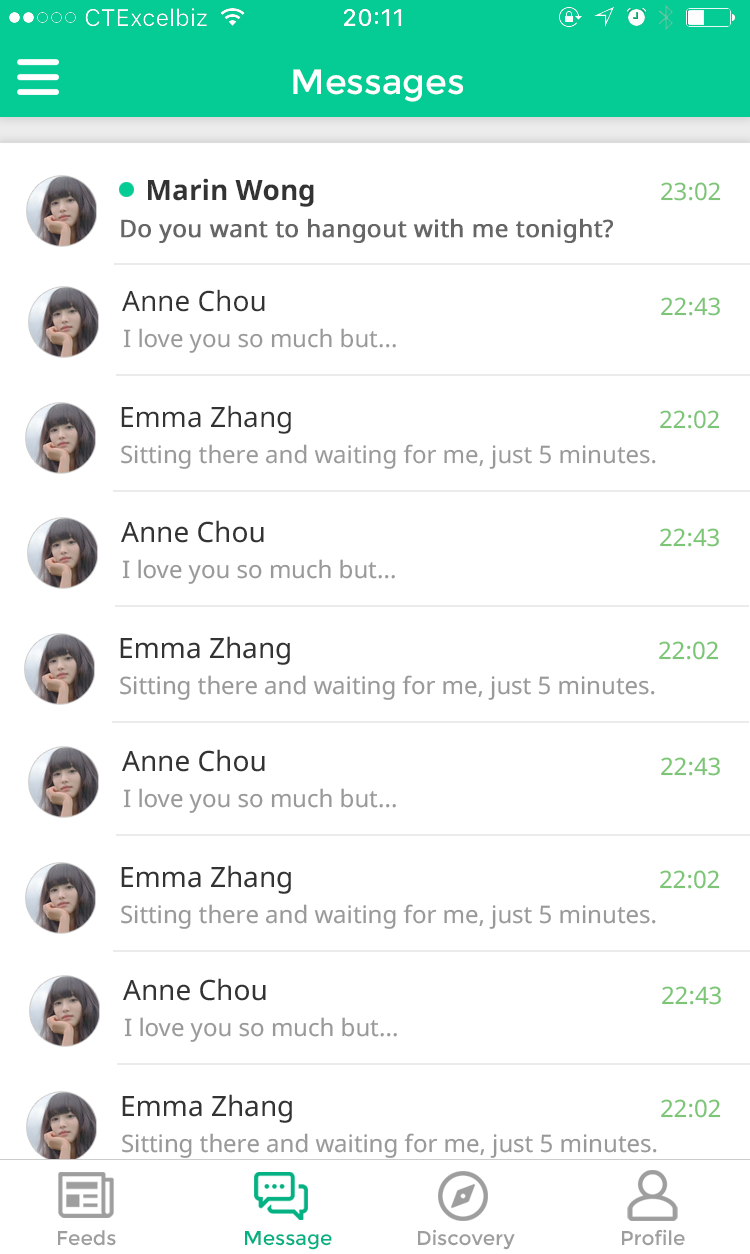 CTExcelbiz 20:11
Messages
Marin Wong 23:02
Do you want to hangout with me tonight?
Anne Chou 22:43
I love you so much but...
Emma Zhang 22:02
Sitting there and waiting for me, just 5 minutes.
Anne Chou 22:43
I love you so much but...
Emma Zhang 22:02
Sitting there and waiting for me, just 5 minutes.
Anne Chou 22:43
I love you so much but...
Emma Zhang 22:02
Sitting there and waiting for me, just 5 minutes.
Anne Chou 22:43
I love you so much but...
Emma Zhang 22:02
Sitting there and waiting for me, just 5 minutes.
Feeds Message Discovery Profile